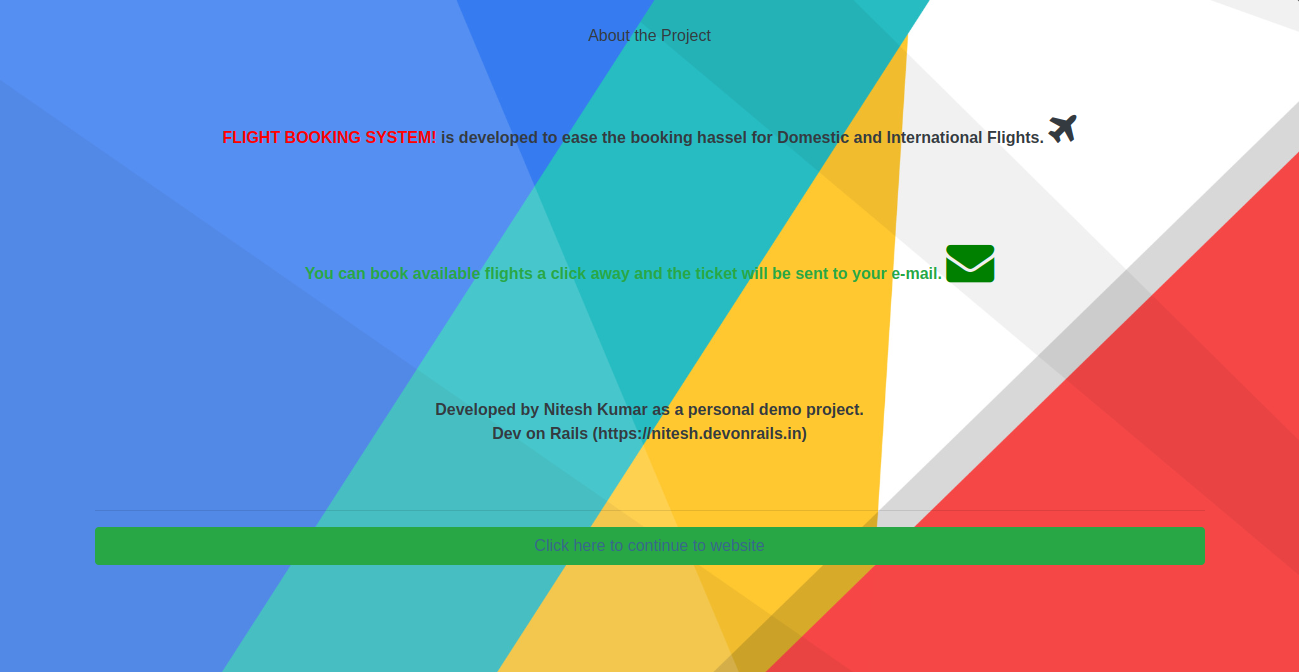 About the Project
FLIGHT BOOKING SYSTEM! is developed to ease the booking hassel for Domestic and International Flights.
You can book available flights a click away and the ticket will be sent to your e-mail.
Developed by Nitesh Kumar as a personal demo project.
Dev on Rails (https://nitesh.devonrails.in)
Click here to continue to website